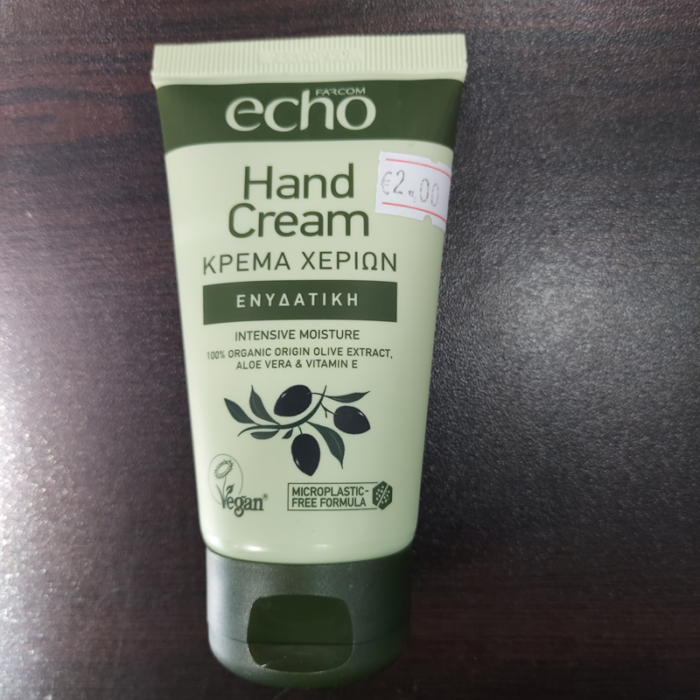 FARCOM
echo
Hand
Cream
€2.00
ΚΡΕΜΑ ΧΕΡΙΩΝ
ΕΝΥΔΑΤΙΚΗ
INTENSIVE MOISTURE
100% ORGANIC ORIGIN OLIVE EXTRACT,
ALOE VERA & VITAMIN E
Vegan®
MICROPLASTIC-
FREE FORMULA